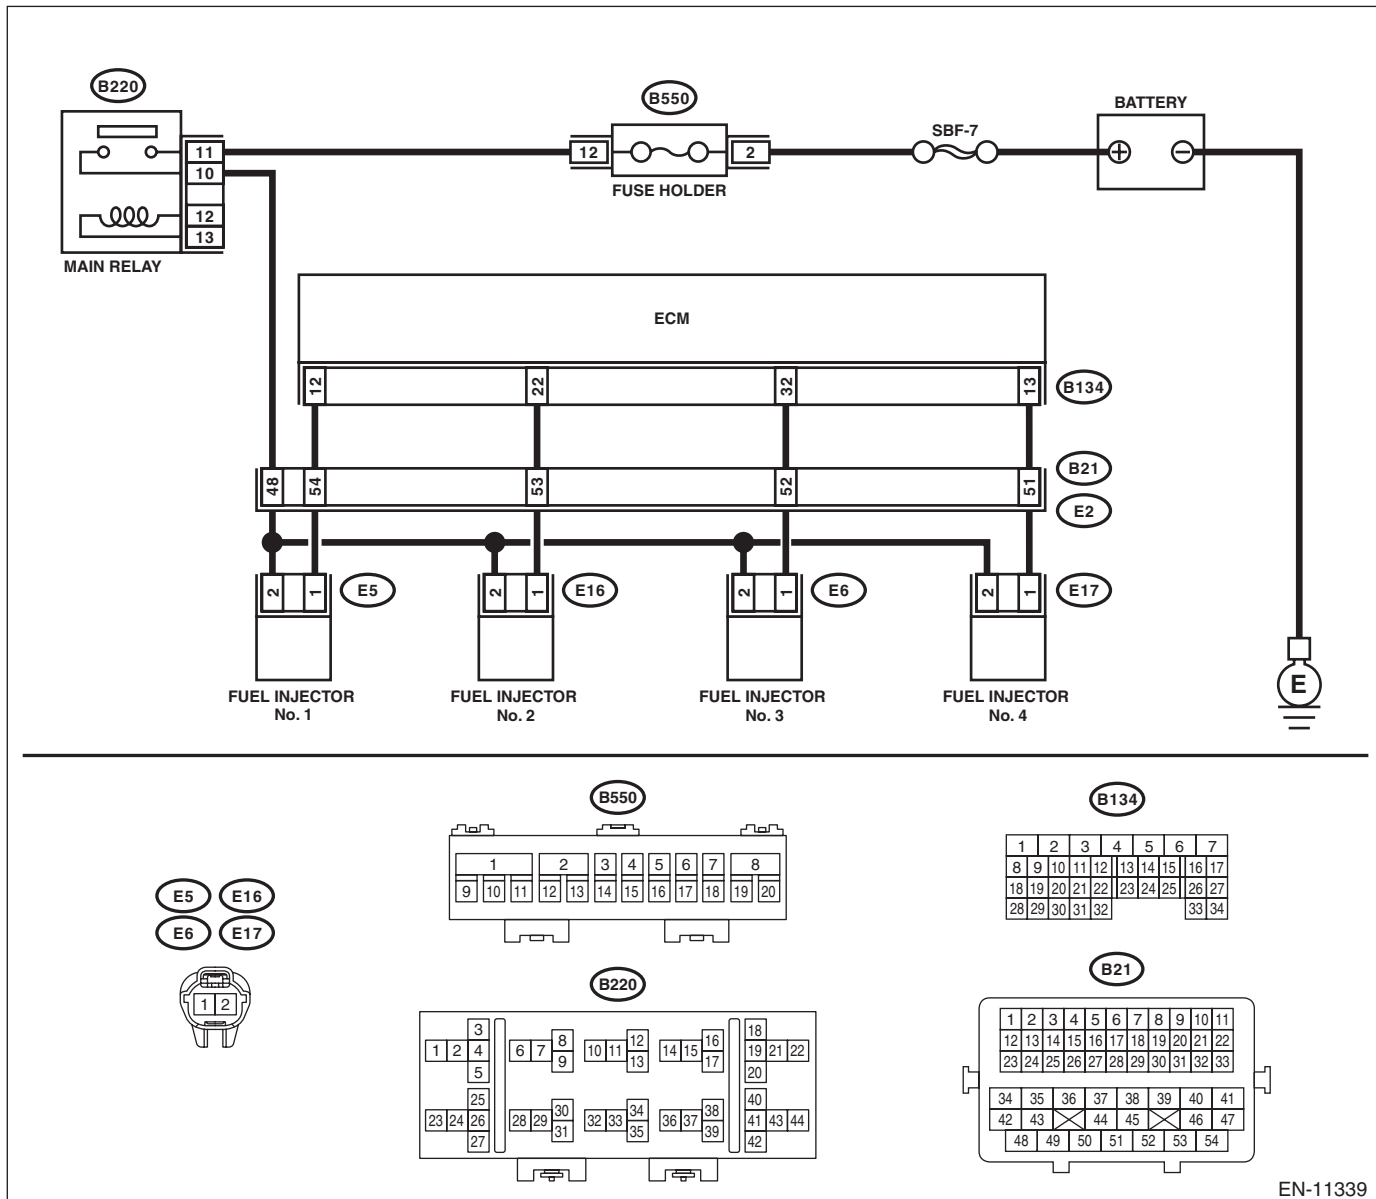 B220
B550
BATTERY
SBF-7
11
12
2
10
FUSE HOLDER
12
13
MAIN RELAY
ECM
12
22
32
13
B134
48
54
53
52
51
B21
E2
2
1
E5
2
1
E16
2
1
E6
2
1
E17
FUEL INJECTOR
No. 1
FUEL INJECTOR
No. 2
FUEL INJECTOR
No. 3
FUEL INJECTOR
No. 4
E
B550
1 2 3 4 5 6 7 8
9 10 11 12 13 14 15 16 17 18 19 20
B134
1 2 3 4 5 6 7
8 9 10 11 12 13 14 15 16 17
18 19 20 21 22 23 24 25 26 27
28 29 30 31 32 33 34
E5 E16
E6 E17
1 2
B220
3 8 12 16 18
1 2 4 6 7 10 11 14 15 19 21 22
5 9 13 17 20
25 30 34 38 40
23 24 26 28 29 32 33 36 37 41 43 44
27 31 35 39 42
B21
1 2 3 4 5 6 7 8 9 10 11
12 13 14 15 16 17 18 19 20 21 22
23 24 25 26 27 28 29 30 31 32 33
34 35 36 37 38 39 40 41
42 43 44 45 46 47
48 49 50 51 52 53 54
EN-11339